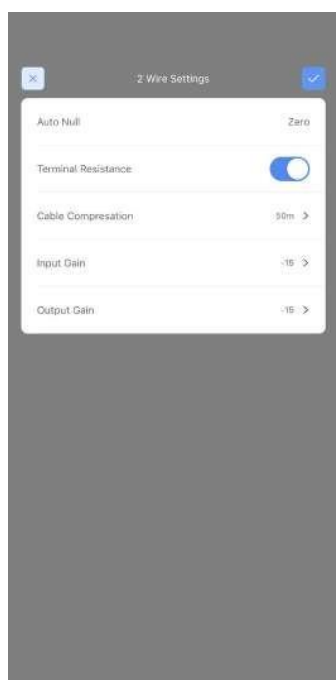 2 Wire Settings
Auto Null Zero
Terminal Resistance
Cable Compresation 50m
Input Gain -15
Output Gain -15